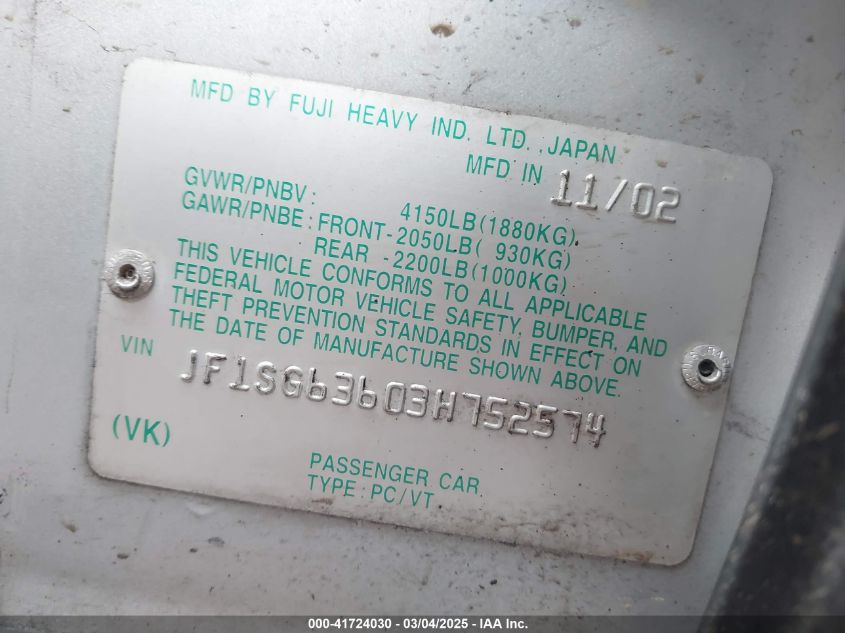 MFD BY FUJI HEAVY IND. LTD. JAPAN
MFD IN 11/02
GVWR/PNBV: 4150LB(1880KG)
GAWR/PNBE: FRONT-2050LB( 930KG)
REAR -2200LB(1000KG)
THIS VEHICLE CONFORMS TO ALL APPLICABLE
FEDERAL MOTOR VEHICLE SAFETY, BUMPER, AND
THEFT PREVENTION STANDARDS IN EFFECT ON
THE DATE OF MANUFACTURE SHOWN ABOVE.
VIN JF1SG63603H752574
(VK)
PASSENGER CAR
TYPE : PC/VT
000-41724030 — 03/04/2025 — IAA Inc.